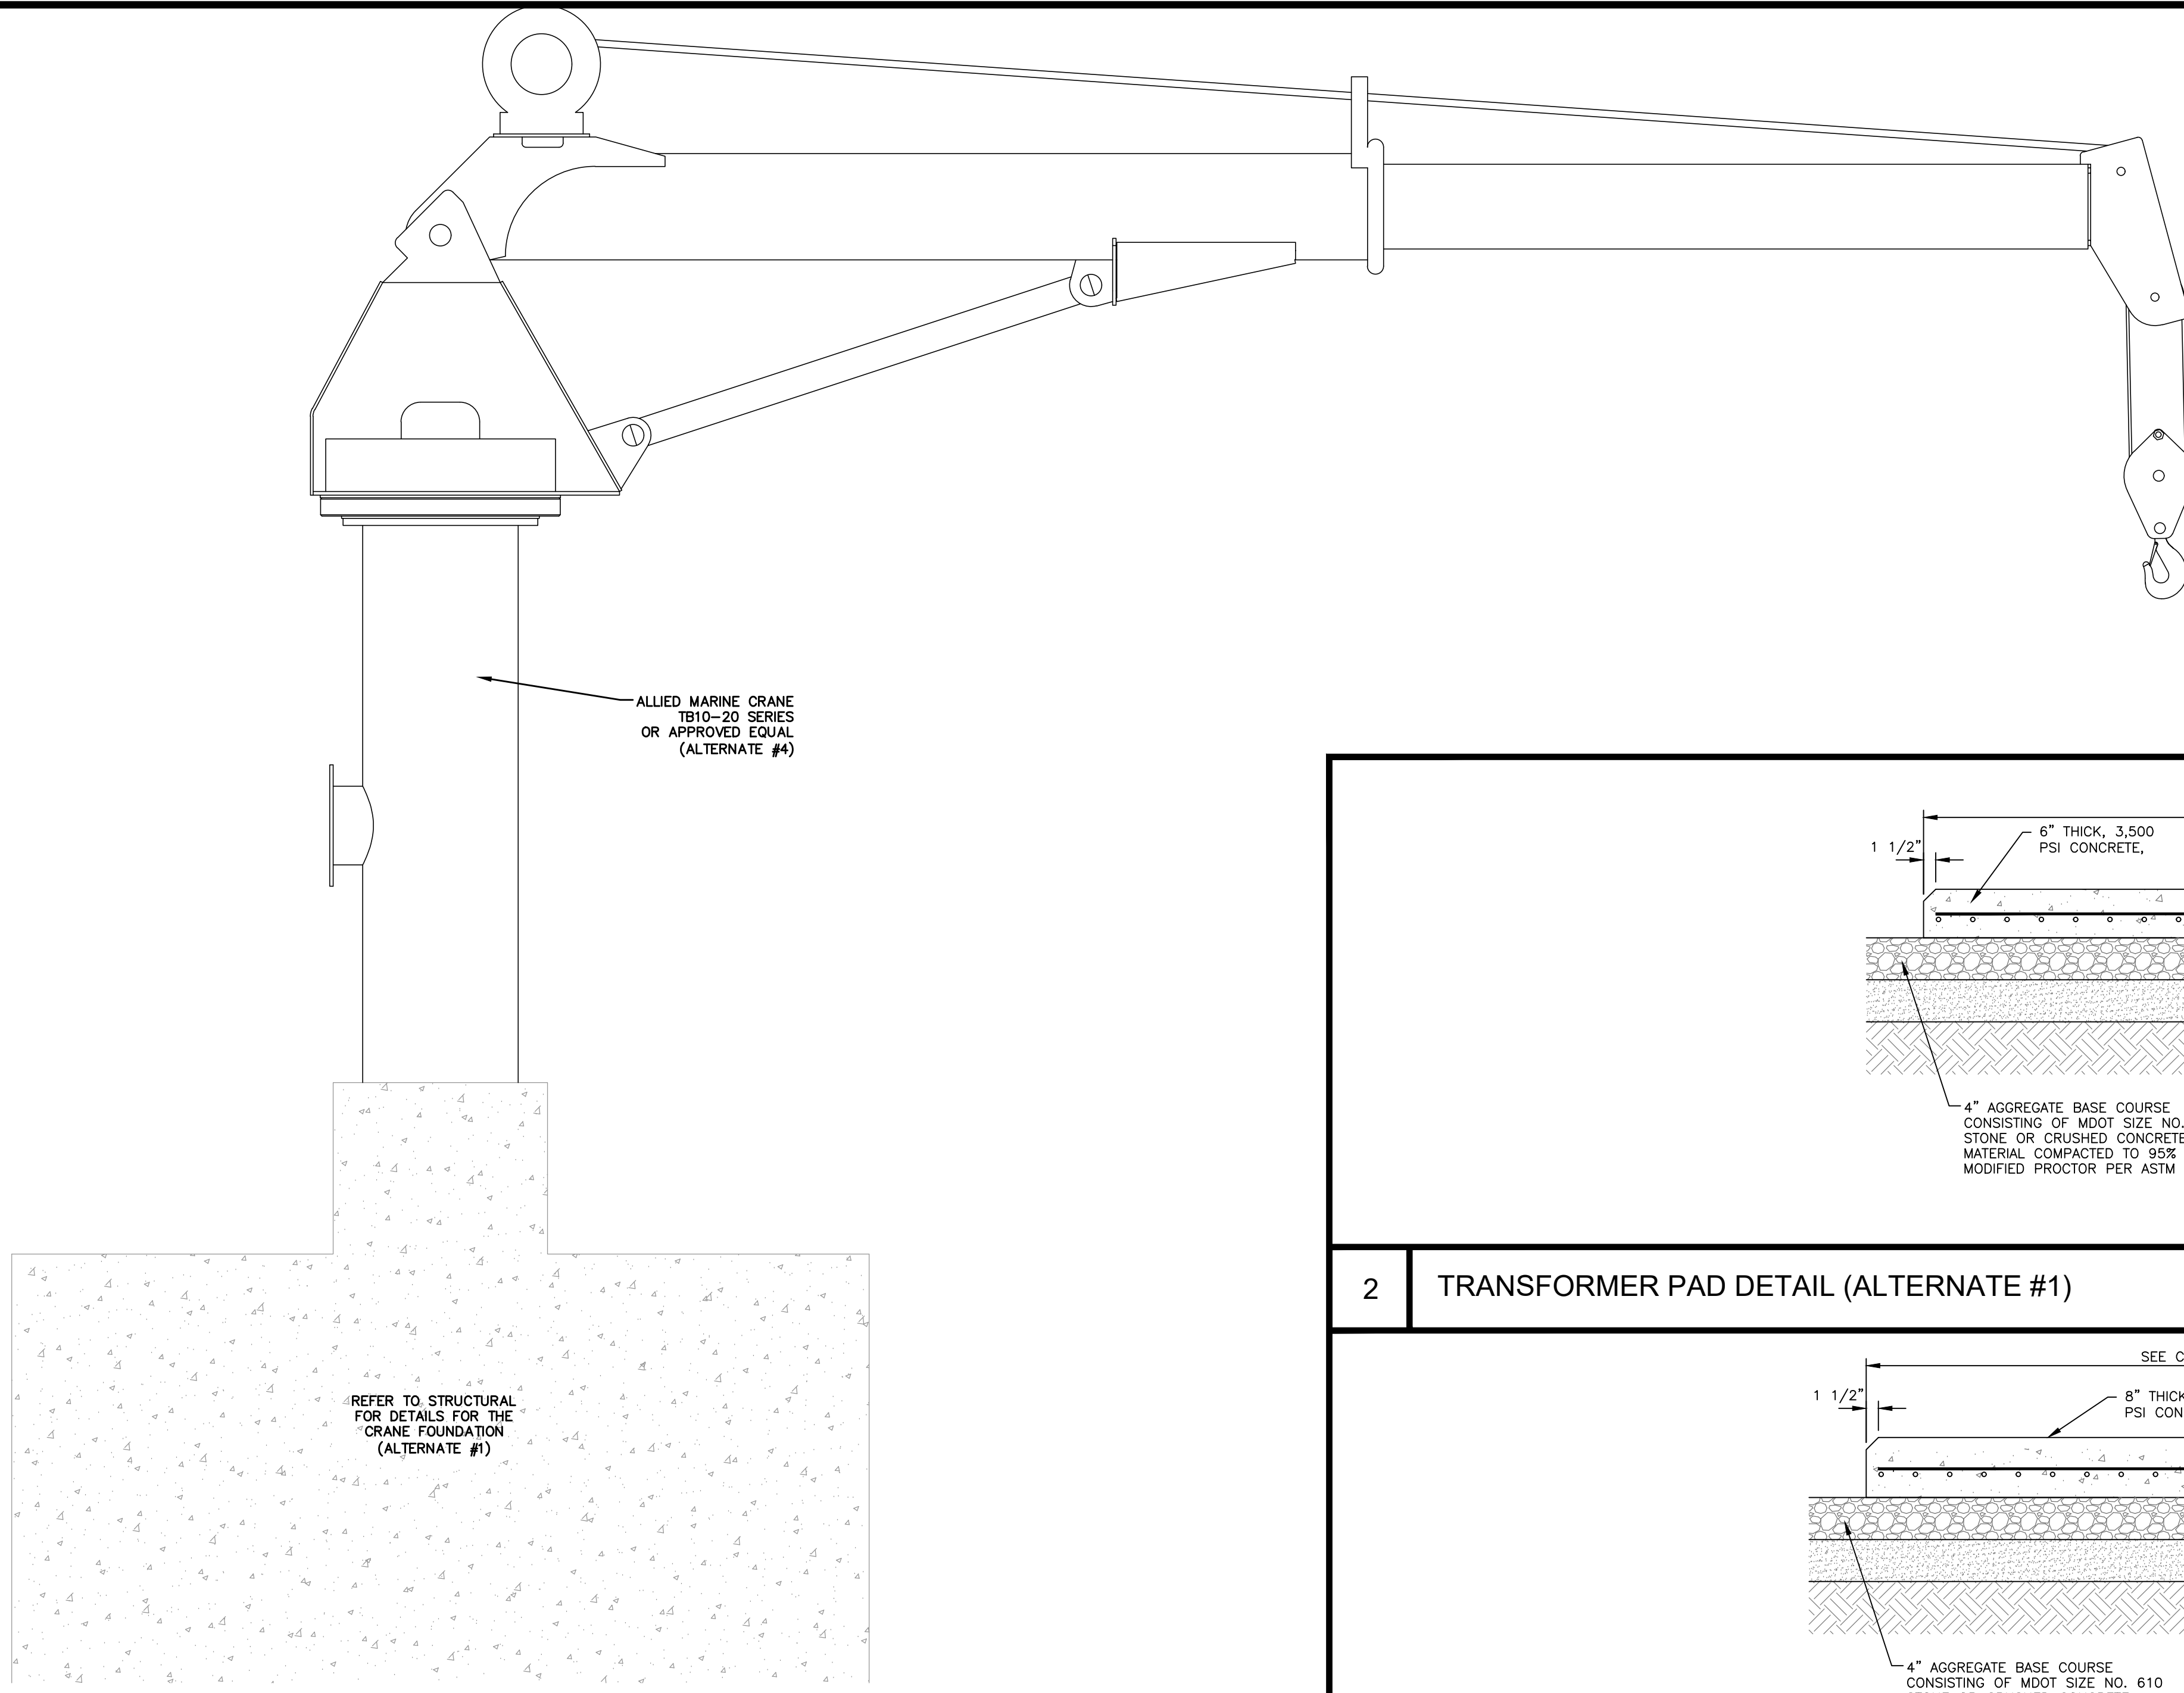 ALLIED MARINE CRANE
TB10-20 SERIES
OR APPROVED EQUAL
(ALTERNATE #4)
REFER TO STRUCTURAL
FOR DETAILS FOR THE
CRANE FOUNDATION
(ALTERNATE #1)
1 1/2"
6" THICK, 3,500
PSI CONCRETE,
4" AGGREGATE BASE COURSE
CONSISTING OF MDOT SIZE NO.
STONE OR CRUSHED CONCRETE
MATERIAL COMPACTED TO 95%
MODIFIED PROCTOR PER ASTM
2
TRANSFORMER PAD DETAIL (ALTERNATE #1)
SEE C
1 1/2"
8" THICK
PSI CON
4" AGGREGATE BASE COURSE
CONSISTING OF MDOT SIZE NO. 610